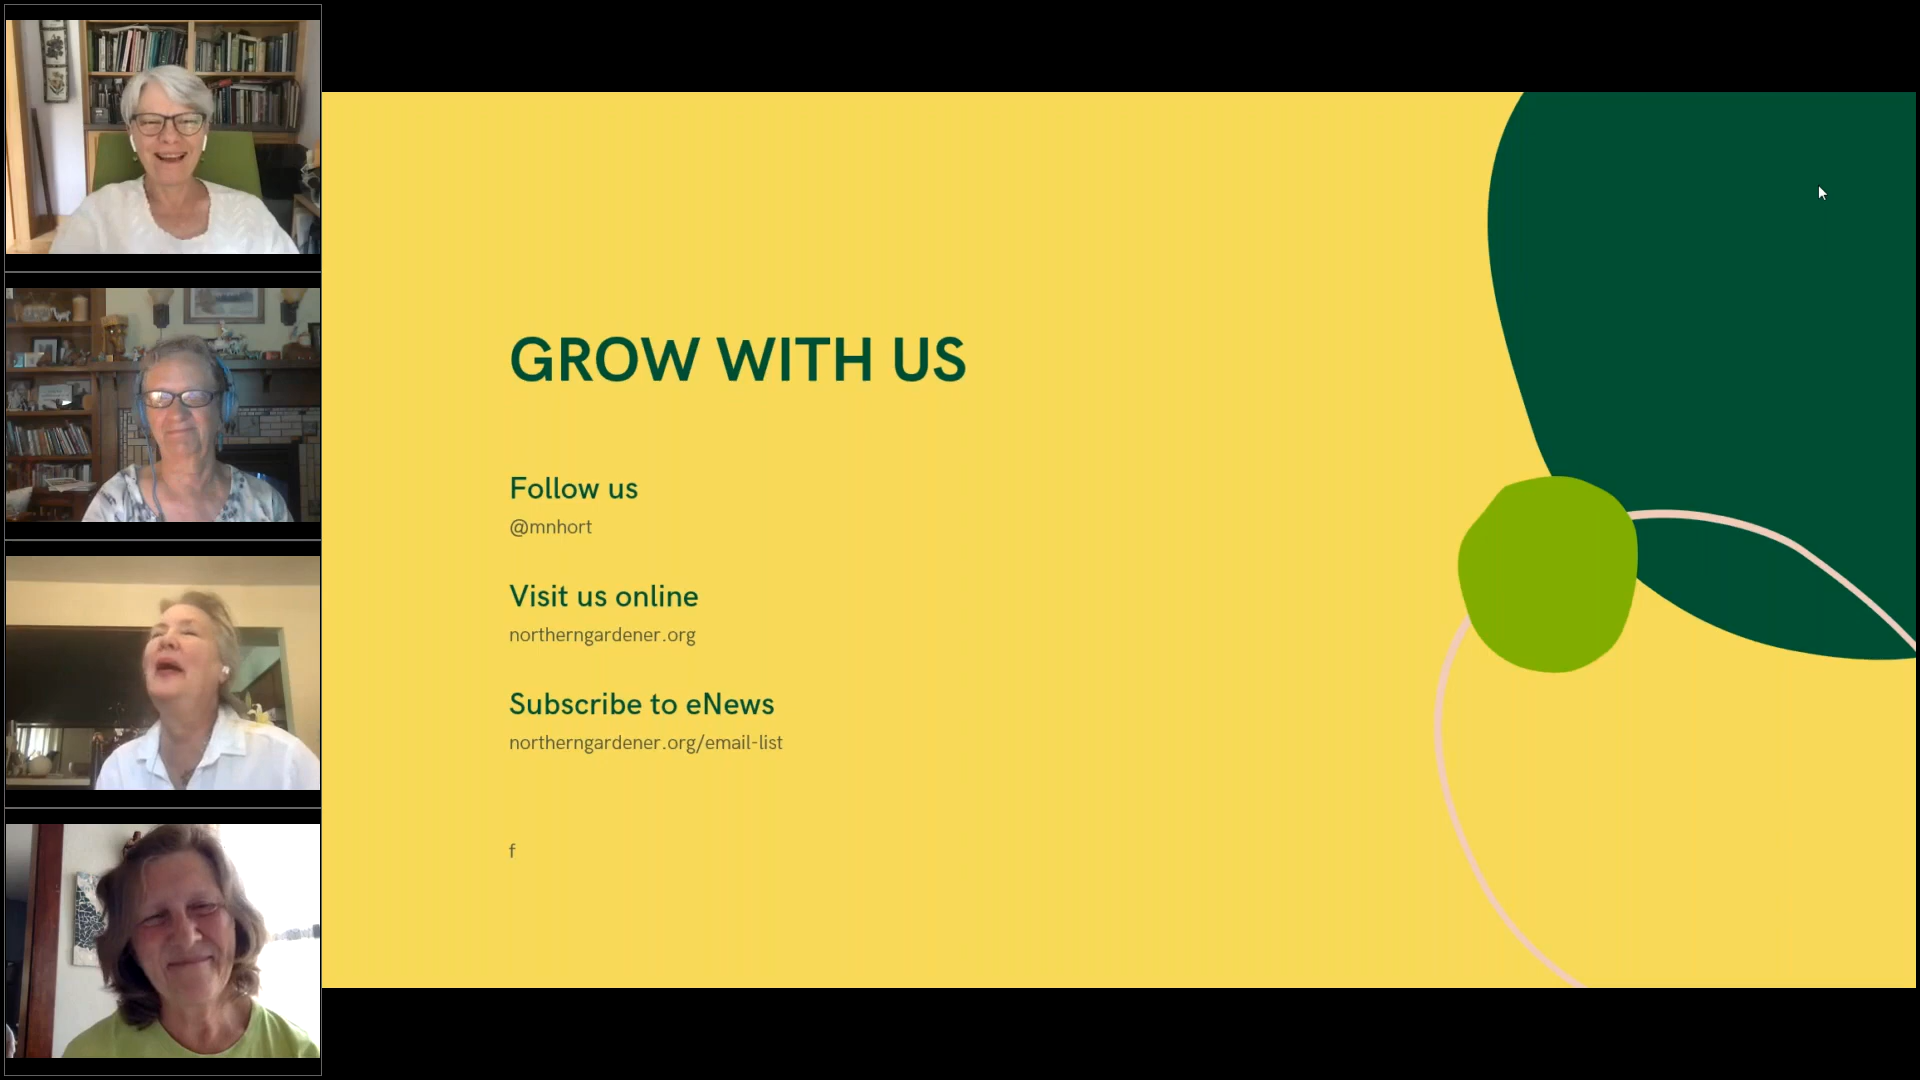 GROW WITH US
Follow us
@mnhort
Visit us online
northerngardener.org
Subscribe to eNews
northerngardener.org/email-list
f